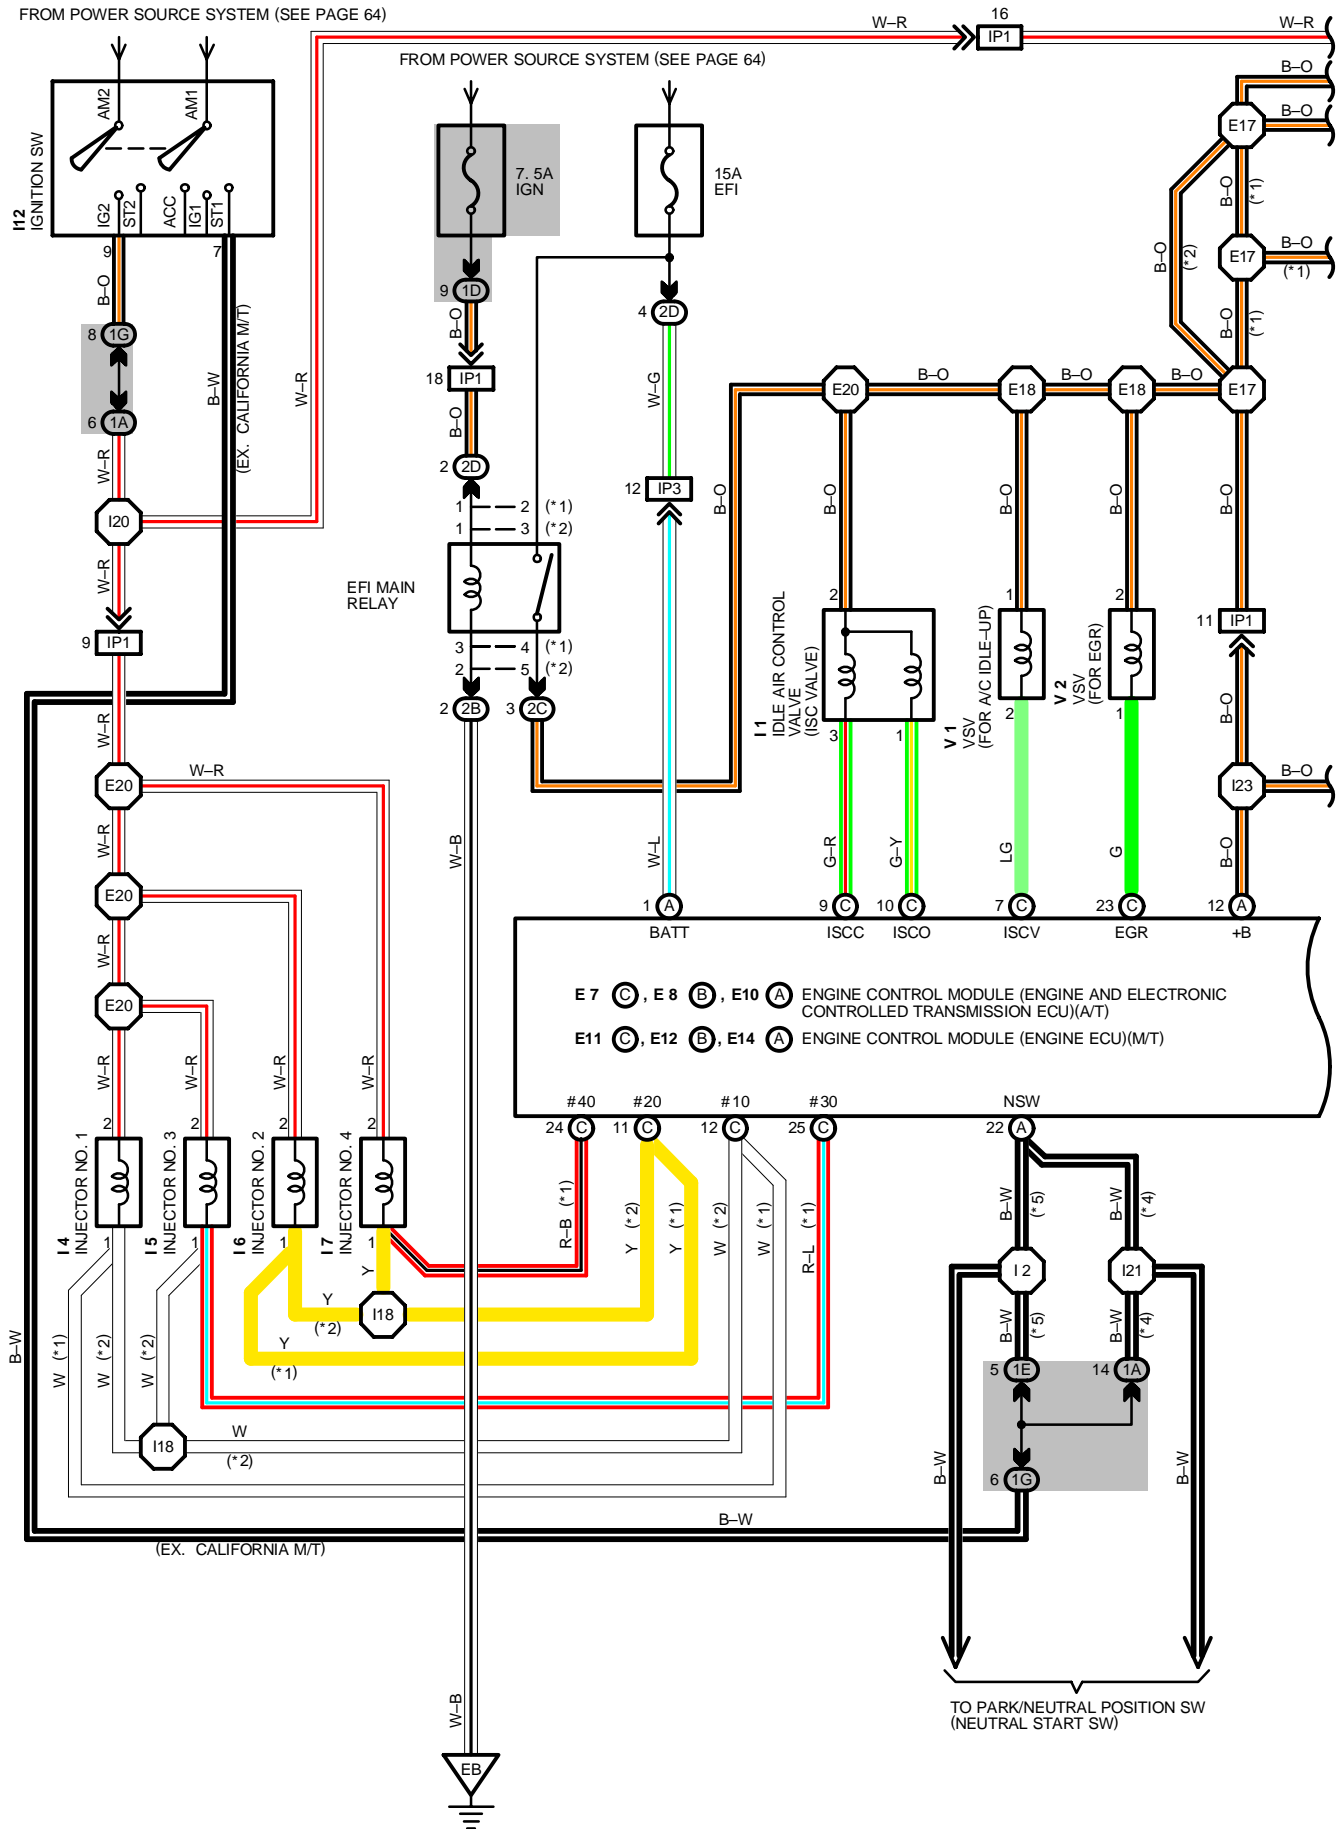 FROM POWER SOURCE SYSTEM (SEE PAGE 64)
W–R
16
IP1
W–R
FROM POWER SOURCE SYSTEM (SEE PAGE 64)
B–O
AM2
AM1
E17
B–O
I12
IGNITION SW
7. 5A
IGN
15A
EFI
IG2
ST2
ACC
IG1
ST1
B–O
(*1)
9
7
B–O
(*2)
E17
B–O
(*1)
B–O
9
1D
4
2D
8
1G
B–O
B–O
(*1)
(EX. CALIFORNIA M/T)
B–W
W–R
18
IP1
W–G
E20
B–O
E18
B–O
E18
B–O
E17
6
1A
B–O
W–R
2
2D
12
IP3
1
2
(*1)
1
3
(*2)
I20
B–O
B–O
B–O
B–O
B–O
W–R
EFI MAIN
RELAY
2
1
2
11
IP1
9
IP1
3
4
(*1)
2
5
(*2)
2
2B
3
2C
I 1
IDLE AIR CONTROL
VALVE
(ISC VALVE)
V 1
VSV
(FOR A/C IDLE–UP)
V 2
VSV
(FOR EGR)
3
1
2
1
B–O
W–R
E20
W–R
I23
B–O
W–R
W–B
W–L
G–R
G–Y
LG
G
B–O
E20
1
A
9
C
10
C
7
C
23
C
12
A
BATT
ISCC
ISCO
ISCV
EGR
+B
W–R
E20
E 7 C , E 8 B , E10 A ENGINE CONTROL MODULE (ENGINE AND ELECTRONIC
CONTROLLED TRANSMISSION ECU)(A/T)
E11 C , E12 B , E14 A ENGINE CONTROL MODULE (ENGINE ECU)(M/T)
W–R
W–R
W–R
W–R
#40
#20
#10
#30
NSW
2
2
2
2
24
C
11
C
12
C
25
C
22
A
I 4
INJECTOR NO. 1
I 5
INJECTOR NO. 3
I 6
INJECTOR NO. 2
I 7
INJECTOR NO. 4
1
1
1
1
R–B (*1)
Y (*2)
Y (*1)
W (*2)
W (*1)
R–L (*1)
B–W
(*5)
B–W
(*4)
Y
I 2
I21
Y
(*2)
I18
Y
(*1)
B–W
(*5)
B–W
(*4)
B–W
W (*1)
W (*2)
W (*2)
5
1E
14
1A
I18
W
(*2)
B–W
6
1G
B–W
B–W
(EX. CALIFORNIA M/T)
W–B
TO PARK/NEUTRAL POSITION SW
(NEUTRAL START SW)
EB